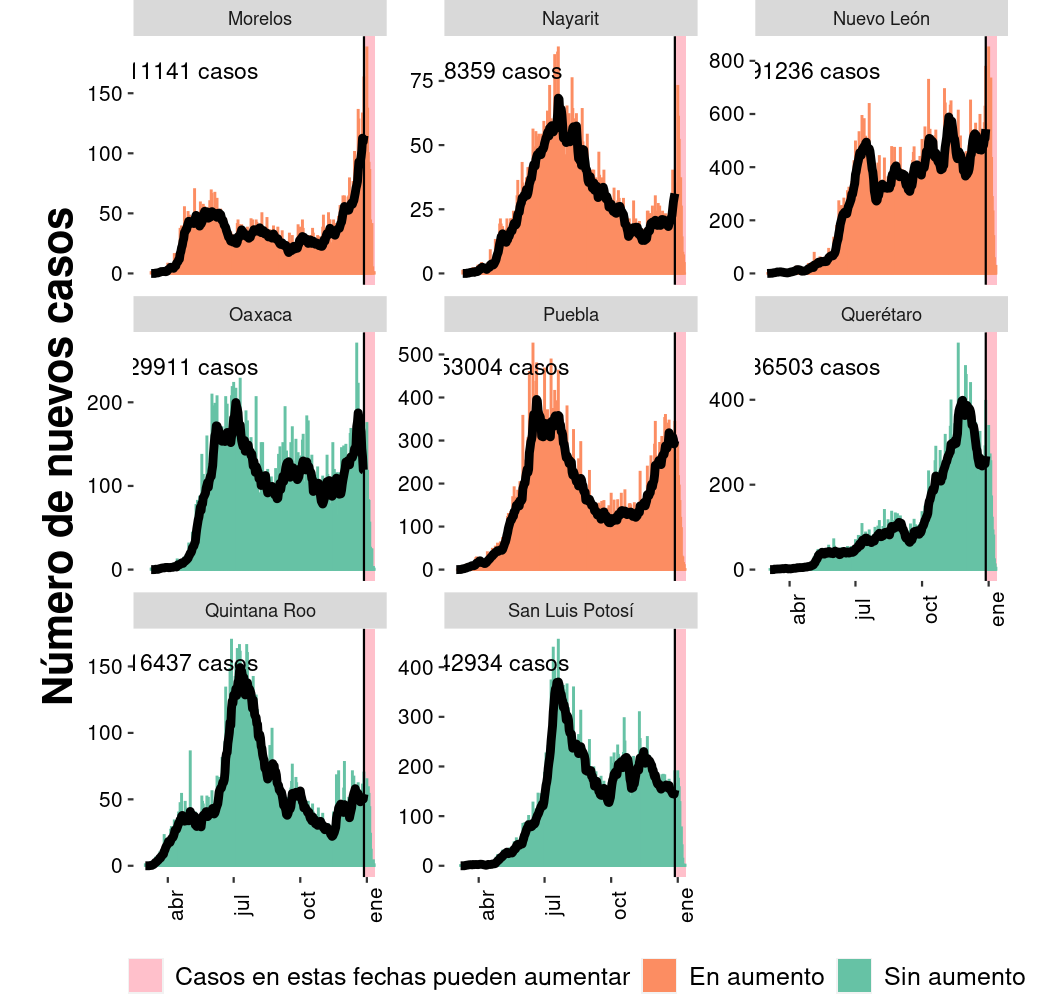 Número de nuevos casos
Morelos
Nayarit
Nuevo León
11141 casos
8359 casos
91236 casos
150
100
50
0
75
50
25
0
800
600
400
200
0
Oaxaca
Puebla
Querétaro
29911 casos
53004 casos
36503 casos
200
100
0
500
400
300
200
100
0
400
200
0
abr
jul
oct
ene
Quintana Roo
San Luis Potosí
16437 casos
42934 casos
150
100
50
0
400
300
200
100
0
abr
jul
oct
ene
abr
jul
oct
ene
Casos en estas fechas pueden aumentar
En aumento
Sin aumento